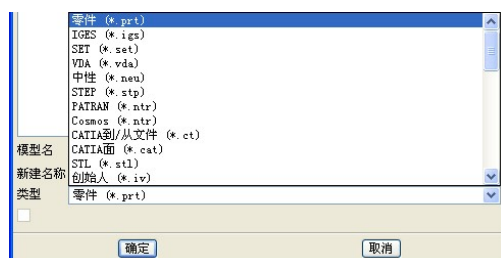 零件 (*.prt)
IGES (*.igs)
SET (*.set)
VDA (*.vda)
中性 (*.neu)
STEP (*.stp)
PATRAN (*.ntr)
Cosmos (*.ntr)
CATIA到/从文件 (*.ct)
CATIA面 (*.cat)
STL (*.stl)
创始人 (*.iv)
模型名
新建名称
类型 零件 (*.prt)
确定 取消